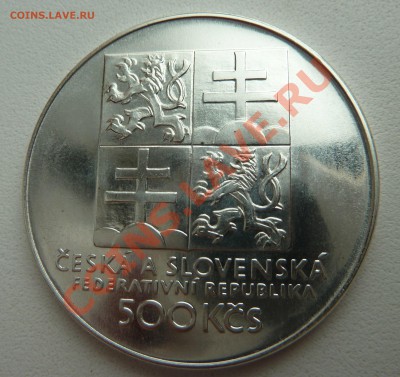 COINS.LAVE.RU
COINS.LAVE.RU
ČESKÁ A SLOVENSKÁ
FEDERATIVNÍ REPUBLIKA
500 KČS